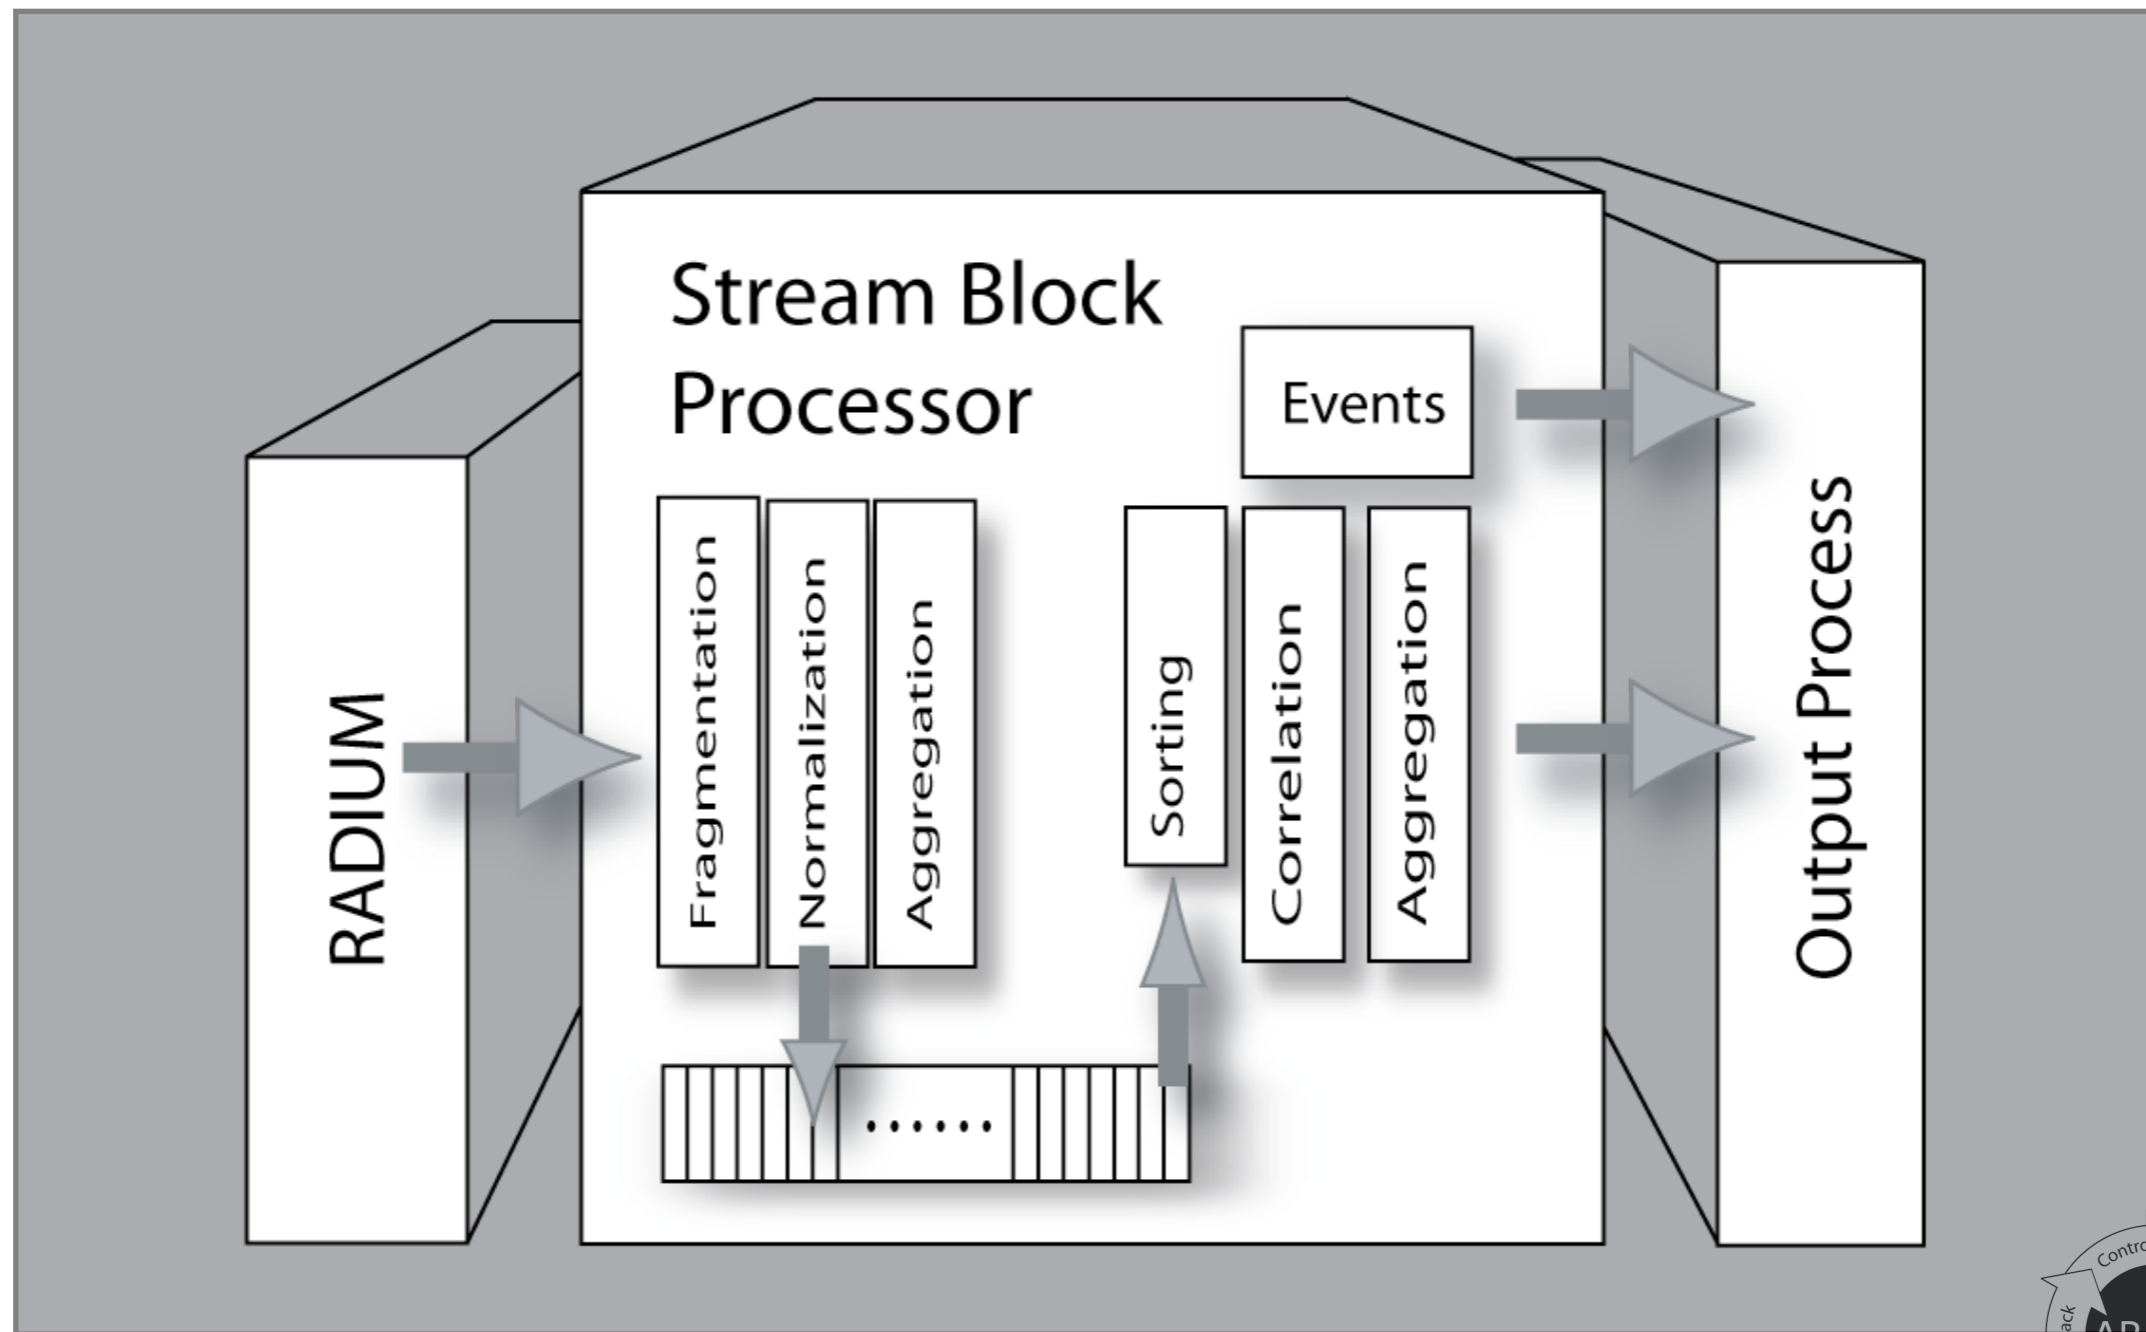 Stream Block
Processor
Events
RADIUM
Fragmentation
Normalization
Aggregation
Sorting
Correlation
Aggregation
Output Process